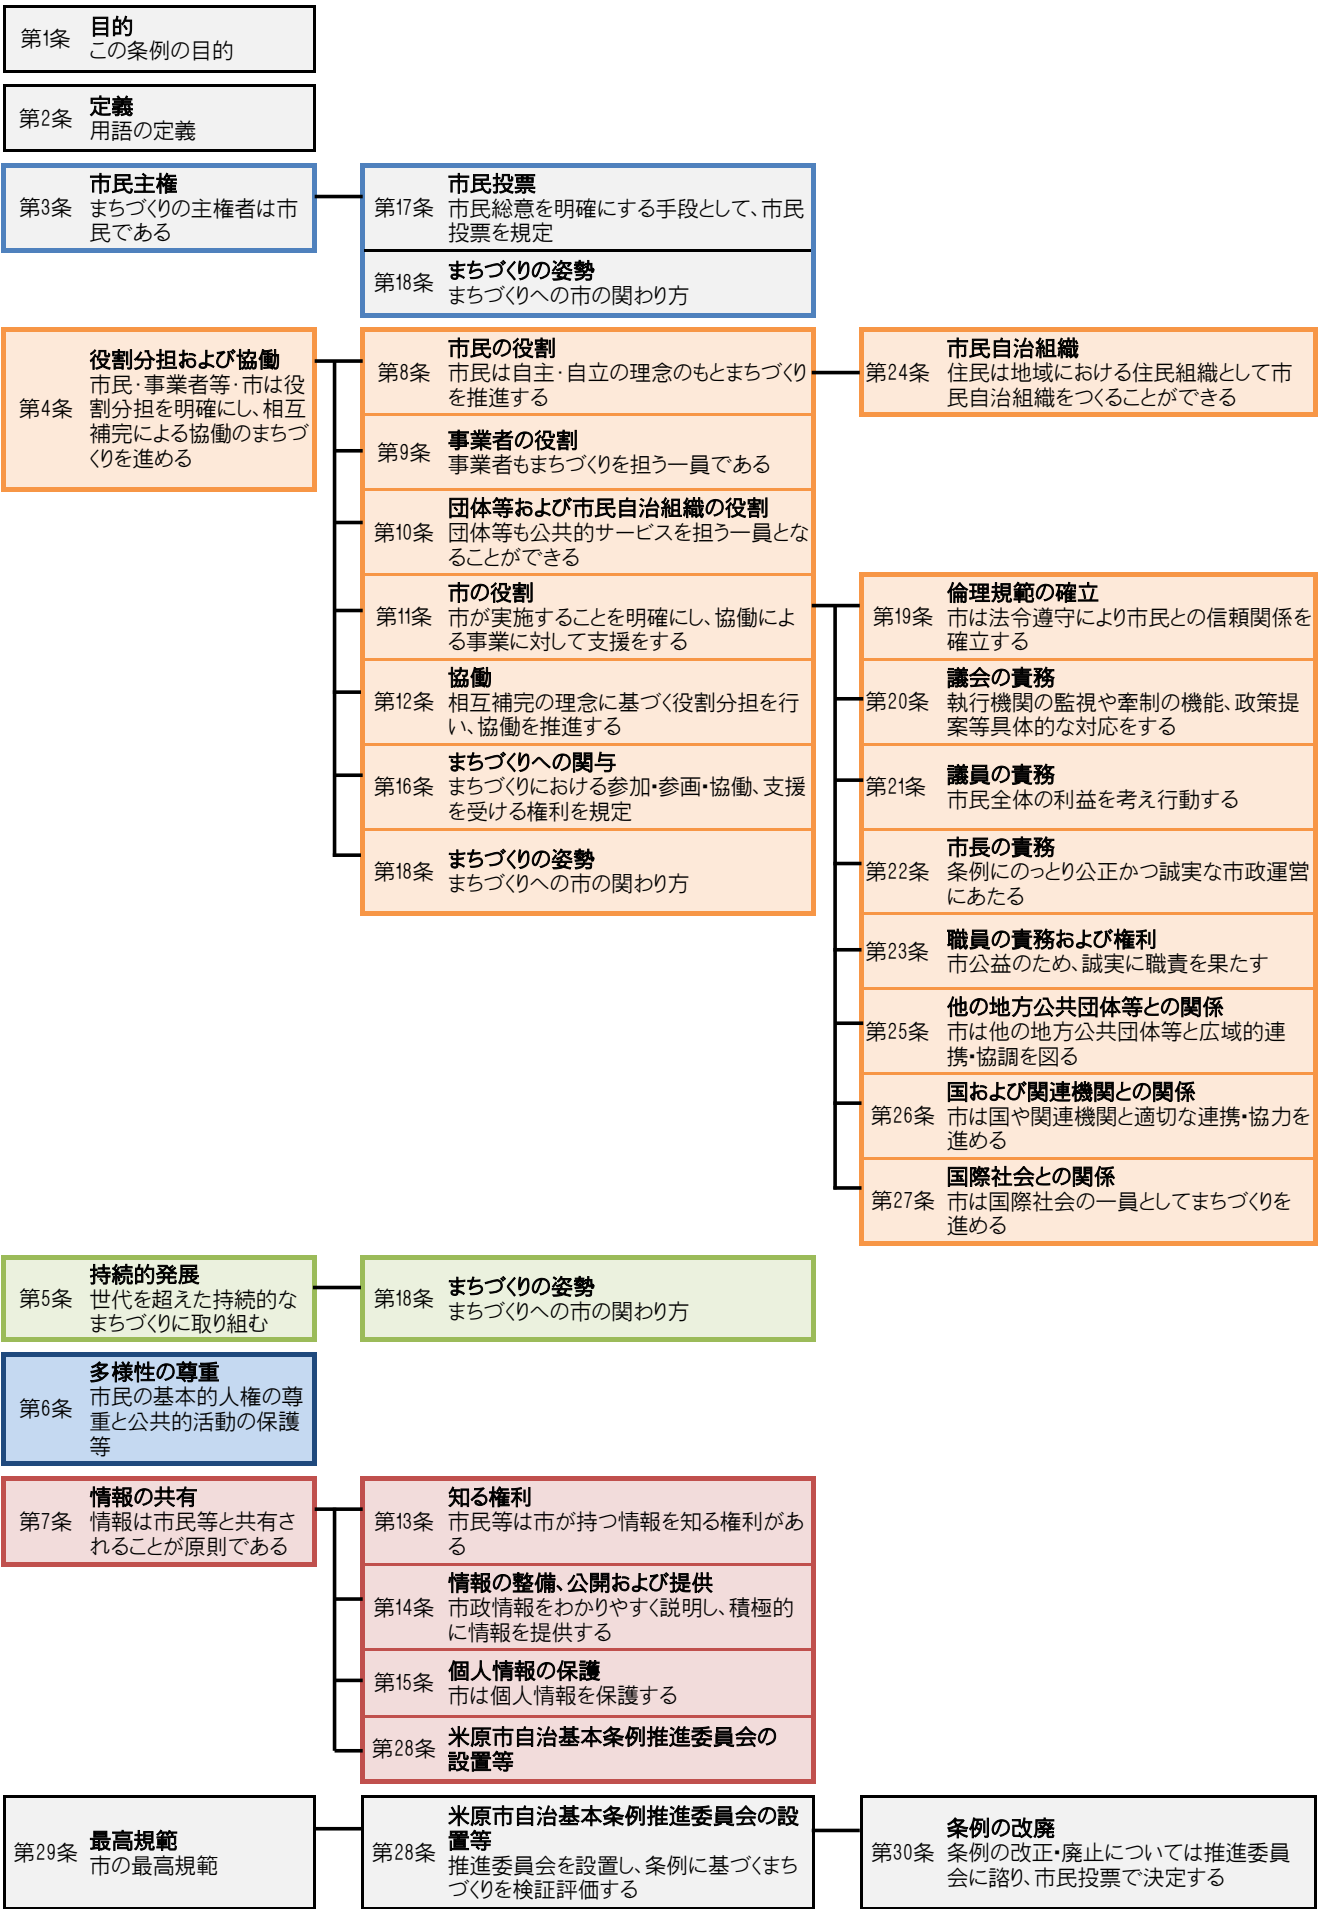 第1条
目的
この条例の目的
第2条
定義
用語の定義
第3条
市民主権
まちづくりの主権者は市
民である
第17条
市民投票
市民総意を明確にする手段として、市民
投票を規定
第18条
まちづくりの姿勢
まちづくりへの市の関わり方
第4条
役割分担および協働
市民・事業者等・市は役
割分担を明確にし、相互
補完による協働のまちづ
くりを進める
第8条
市民の役割
市民は自主・自立の理念のもとまちづくり
を推進する
第24条
市民自治組織
住民は地域における住民組織として市
民自治組織をつくることができる
第9条
事業者の役割
事業者もまちづくりを担う一員である
第10条
団体等および市民自治組織の役割
団体等も公共的サービスを担う一員とな
ることができる
第11条
市の役割
市が実施することを明確にし、協働によ
る事業に対して支援をする
第12条
協働
相互補完の理念に基づく役割分担を行
い、協働を推進する
第16条
まちづくりへの関与
まちづくりにおける参加・参画・協働、支援
を受ける権利を規定
第18条
まちづくりの姿勢
まちづくりへの市の関わり方
第19条
倫理規範の確立
市は法令遵守により市民との信頼関係を
確立する
第20条
議会の責務
執行機関の監視や牽制の機能、政策提
案等具体的な対応をする
第21条
議員の責務
市民全体の利益を考え行動する
第22条
市長の責務
条例にのっとり公正かつ誠実な市政運営
にあたる
第23条
職員の責務および権利
市公益のため、誠実に職責を果たす
第25条
他の地方公共団体等との関係
市は他の地方公共団体等と広域的連
携・協調を図る
第26条
国および関連機関との関係
市は国や関連機関と適切な連携・協力を
進める
第27条
国際社会との関係
市は国際社会の一員としてまちづくりを
進める
第5条
持続的発展
世代を超えた持続的な
まちづくりに取り組む
第18条
まちづくりの姿勢
まちづくりへの市の関わり方
第6条
多様性の尊重
市民の基本的人権の尊
重と公共的活動の保護
等
第7条
情報の共有
情報は市民等と共有さ
れることが原則である
第13条
知る権利
市民等は市が持つ情報を知る権利があ
る
第14条
情報の整備、公開および提供
市政情報をわかりやすく説明し、積極的
に情報を提供する
第15条
個人情報の保護
市は個人情報を保護する
第28条
米原市自治基本条例推進委員会の
設置等
第29条
最高規範
市の最高規範
第28条
米原市自治基本条例推進委員会の設
置等
推進委員会を設置し、条例に基づくまち
づくりを検証評価する
第30条
条例の改廃
条例の改正・廃止については推進委員
会に諮り、市民投票で決定する